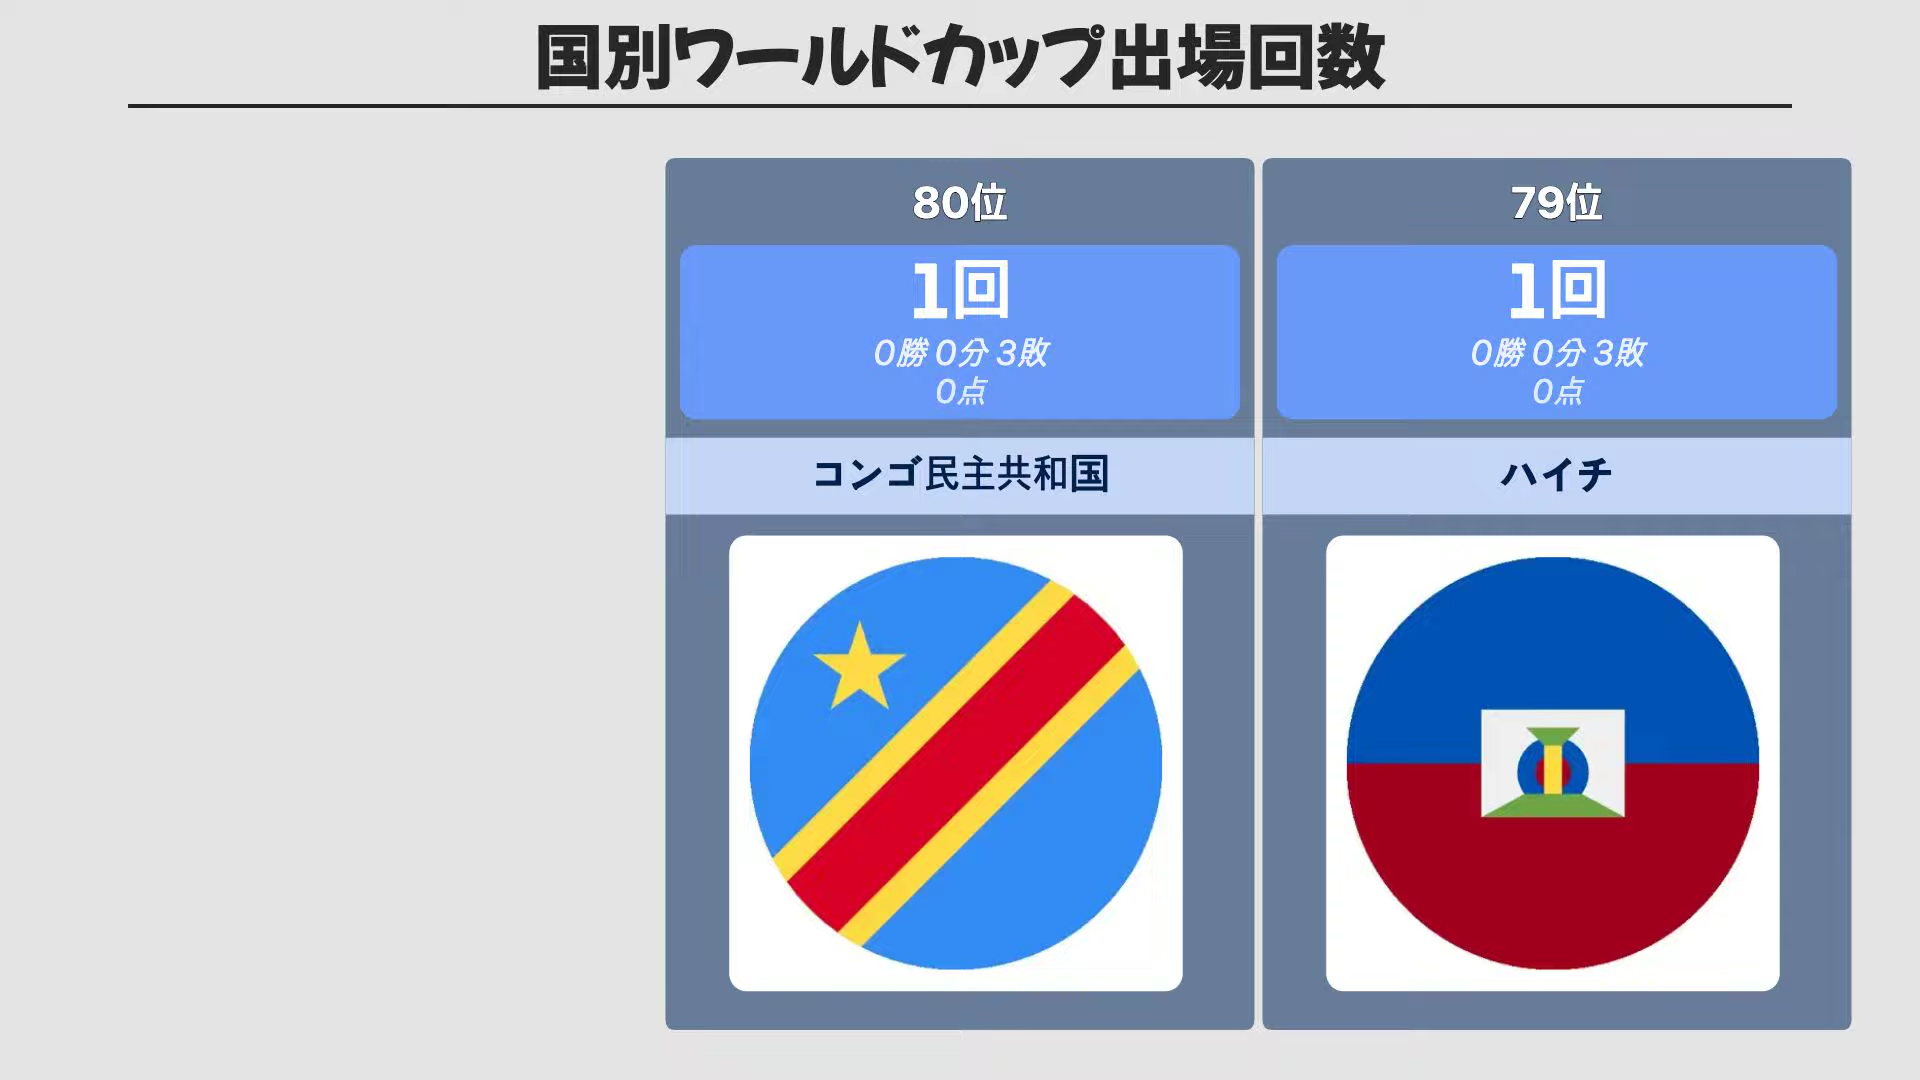 国別ワールドカップ出場回数
80位
1回
0勝 0分 3敗
0点
コンゴ民主共和国
79位
1回
0勝 0分 3敗
0点
ハイチ